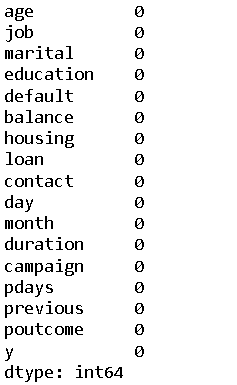 age 0
job 0
marital 0
education 0
default 0
balance 0
housing 0
loan 0
contact 0
day 0
month 0
duration 0
campaign 0
pdays 0
previous 0
poutcome 0
y 0
dtype: int64